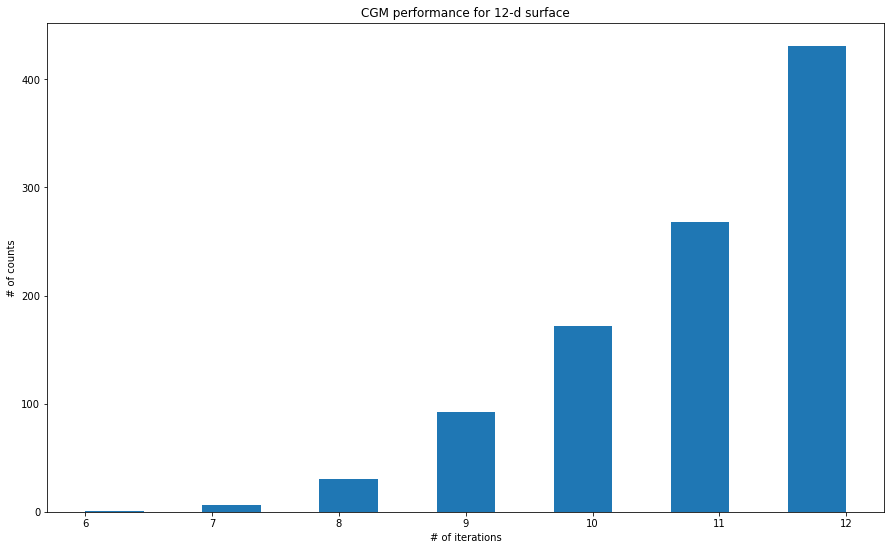 CGM performance for 12-d surface
# of counts
400
300
200
100
0
6 7 8 9 10 11 12
# of iterations